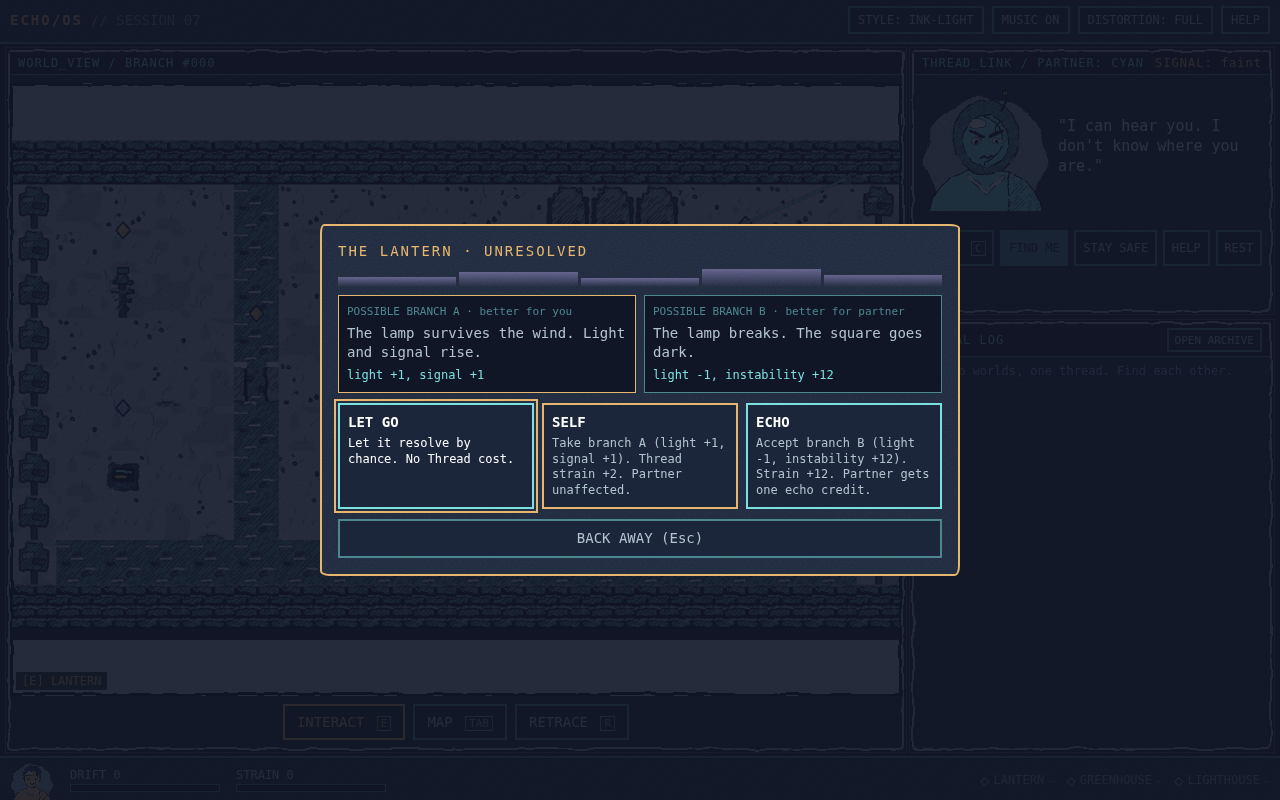 ECHO/OS // SESSION 07
STYLE: INK-LIGHT
MUSIC ON
DISTORTION: FULL
HELP
WORLD_VIEW / BRANCH #000
THREAD_LINK / PARTNER: CYAN
SIGNAL: faint
"I can hear you. I
don't know where you
are."
C
FIND ME
STAY SAFE
HELP
REST
THE LANTERN · UNRESOLVED
POSSIBLE BRANCH A · better for you
The lamp survives the wind. Light
and signal rise.
light +1, signal +1
POSSIBLE BRANCH B · better for partner
The lamp breaks. The square goes
dark.
light -1, instability +12
LOG
OPEN ARCHIVE
worlds, one thread. Find each other.
LET GO
Let it resolve by
chance. No Thread cost.
SELF
Take branch A (light +1,
signal +1). Thread
strain +2. Partner
unaffected.
ECHO
Accept branch B (light
-1, instability +12).
Strain +12. Partner gets
one echo credit.
BACK AWAY (Esc)
[E] LANTERN
INTERACT E
MAP TAB
RETRACE R
DRIFT 0
STRAIN 0
◇ LANTERN -
◇ GREENHOUSE -
◇ LIGHTHOUSE -